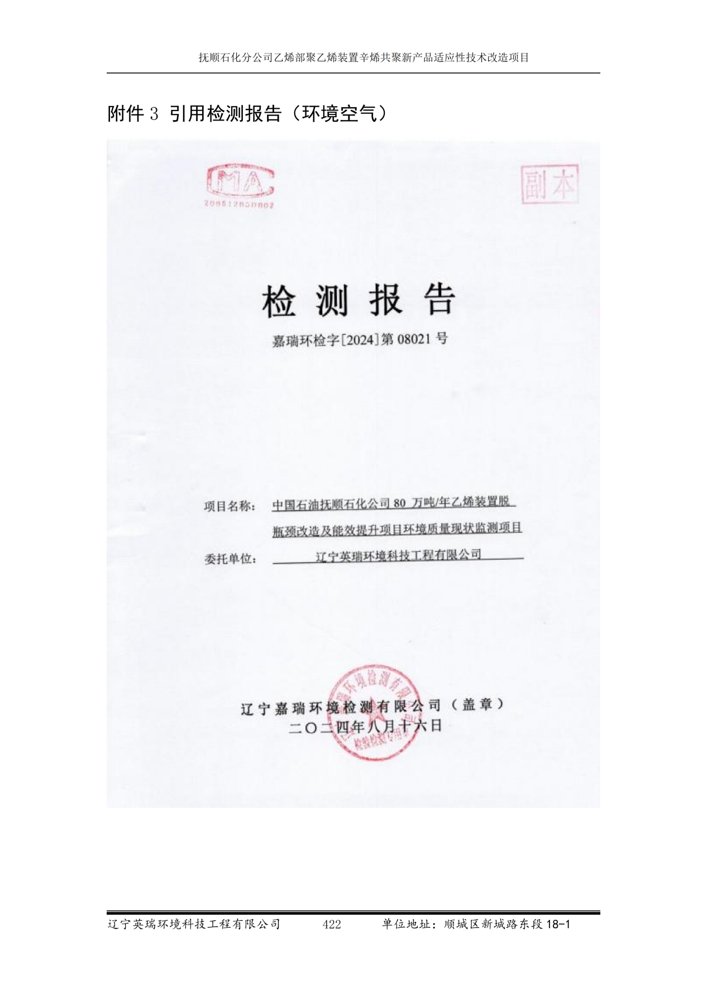 抚顺石化分公司乙烯部聚乙烯装置辛烯共聚新产品适应性技术改造项目
附件 3 引用检测报告（环境空气）
MA
副本
检测报告
嘉瑞环检字[2024]第 08021 号
项目名称： 中国石油抚顺石化公司 80 万吨/年乙烯装置脱
瓶颈改造及能效提升项目环境质量现状监测项目
委托单位： 辽宁英瑞环境科技工程有限公司
辽宁嘉瑞环境检测有限公司（盖章）
二〇二四年八月十六日
检验检测专用章
辽宁英瑞环境科技工程有限公司 422 单位地址：顺城区新城路东段 18-1